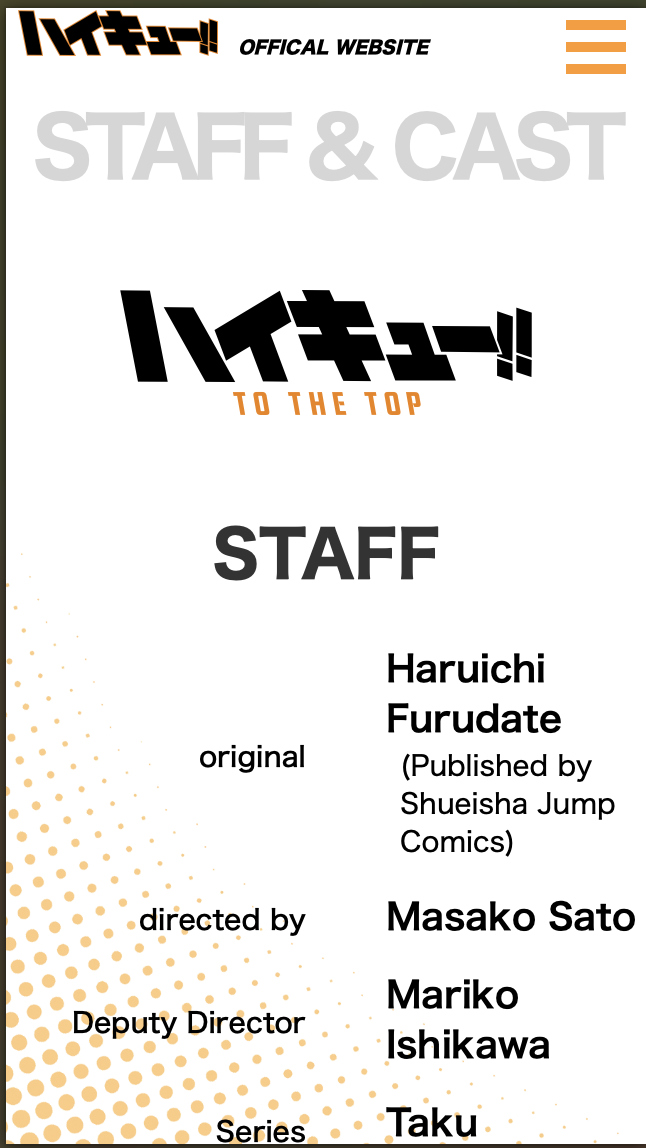 ハイキュー!! OFFICAL WEBSITE
STAFF & CAST
ハイキュー!!
TO THE TOP
STAFF
original
Haruichi
Furudate
(Published by
Shueisha Jump
Comics)
directed by
Masako Sato
Deputy Director
Mariko
Ishikawa
Series
Taku